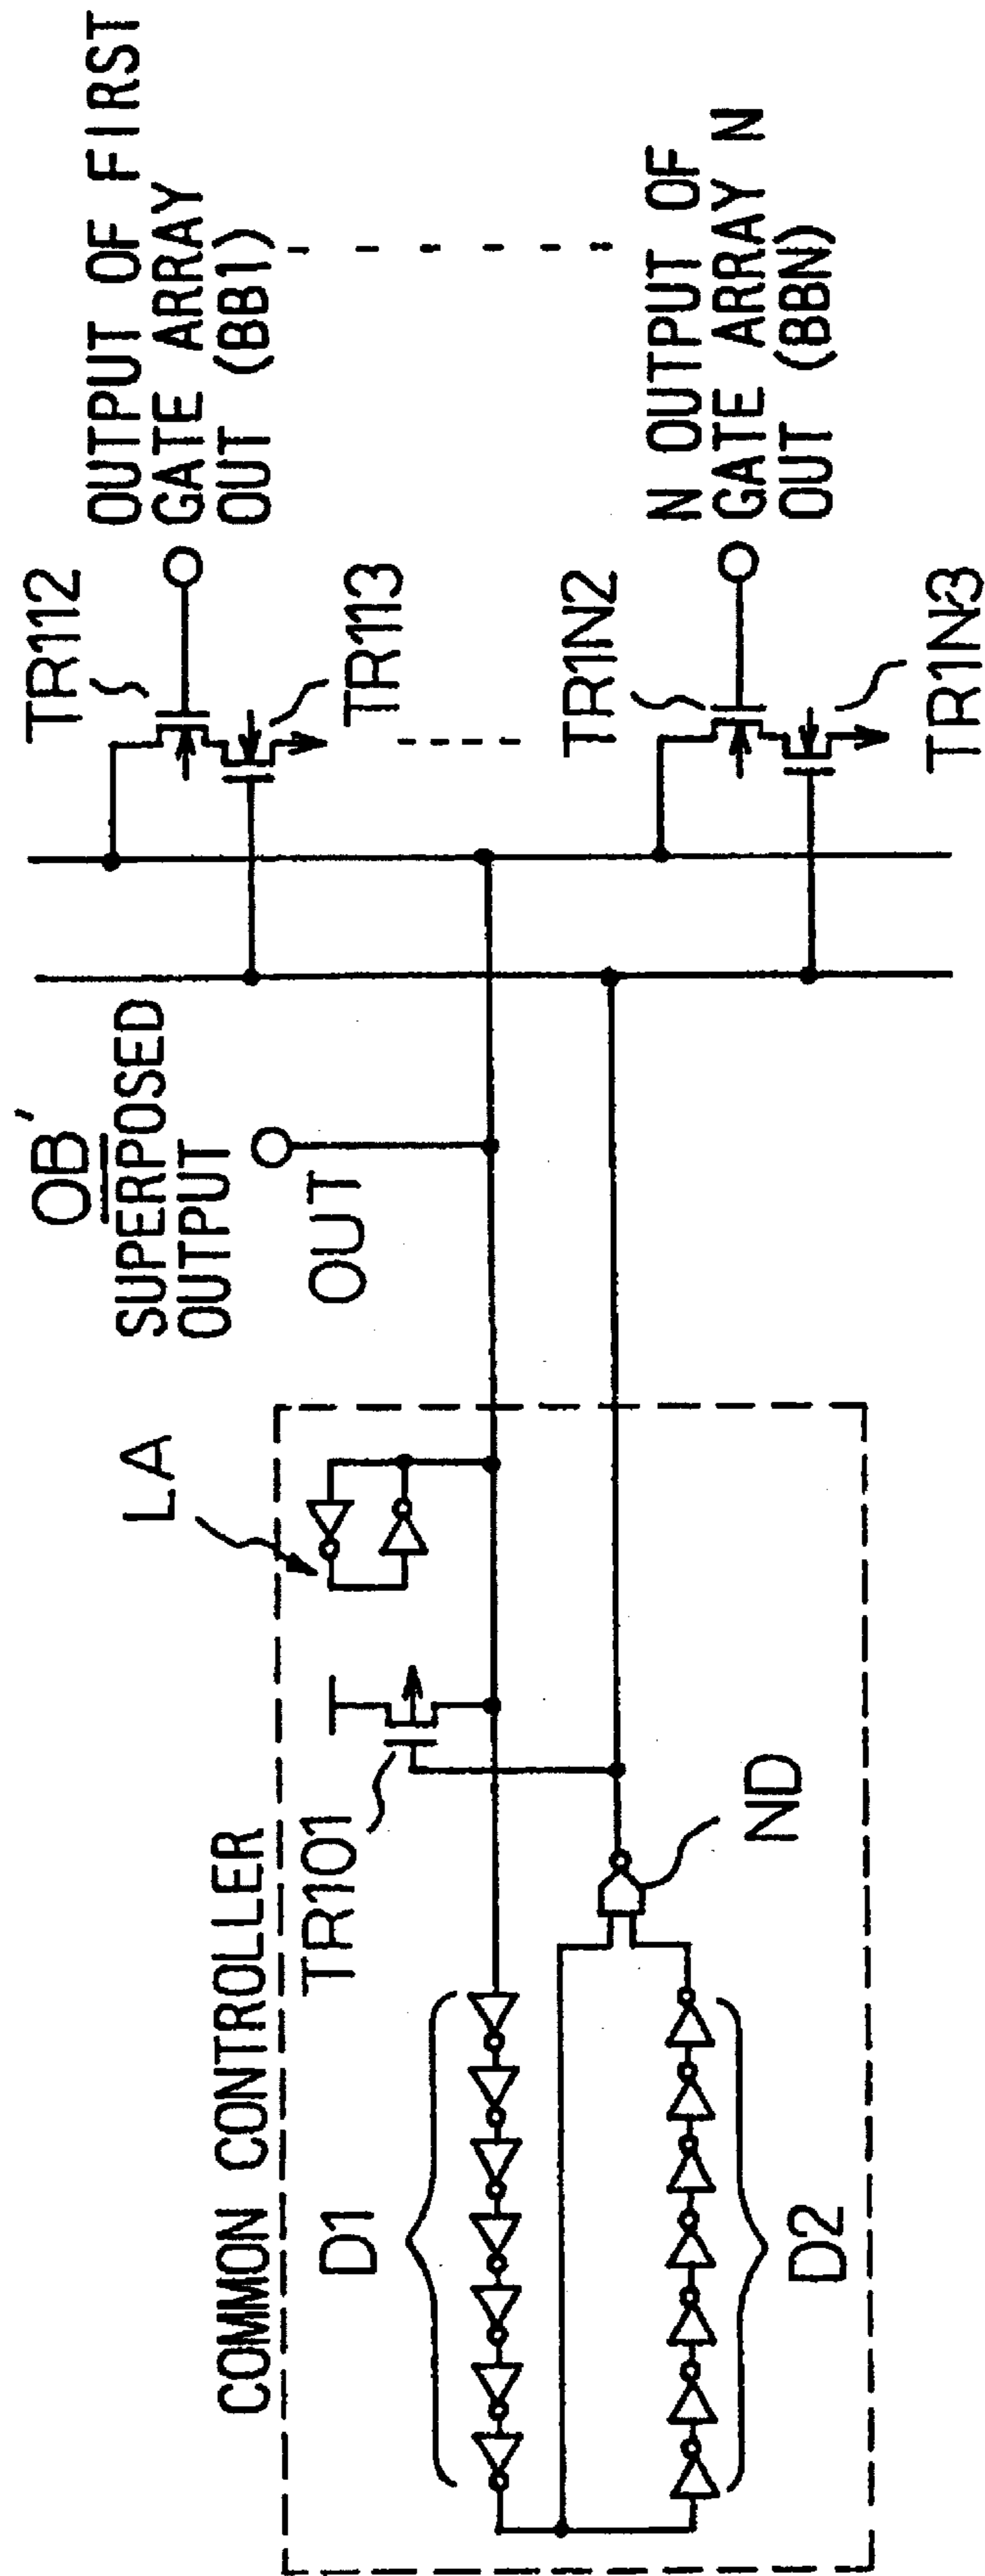 COMMON CONTROLLER
D1
D2
TR101
ND
LA
OB'
SUPERPOSED
OUTPUT
OUT
TR112
TR113
OUTPUT OF FIRST
GATE ARRAY
OUT (BB1)
TR1N2
TR1N3
N OUTPUT OF
GATE ARRAY N
OUT (BBN)